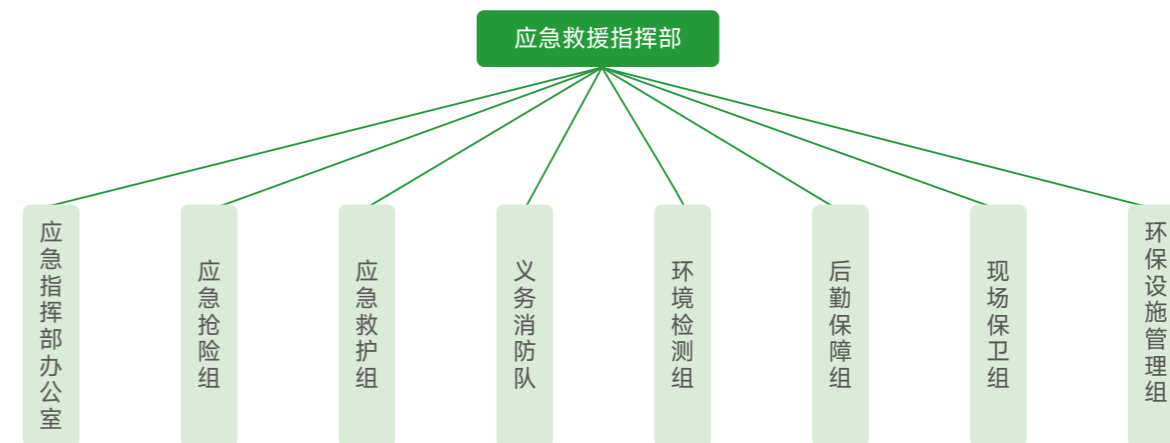 应急救援指挥部
应急指挥部办公室
应急抢险组
应急救护组
义务消防队
环境检测组
后勤保障组
现场保卫组
环保设施管理组